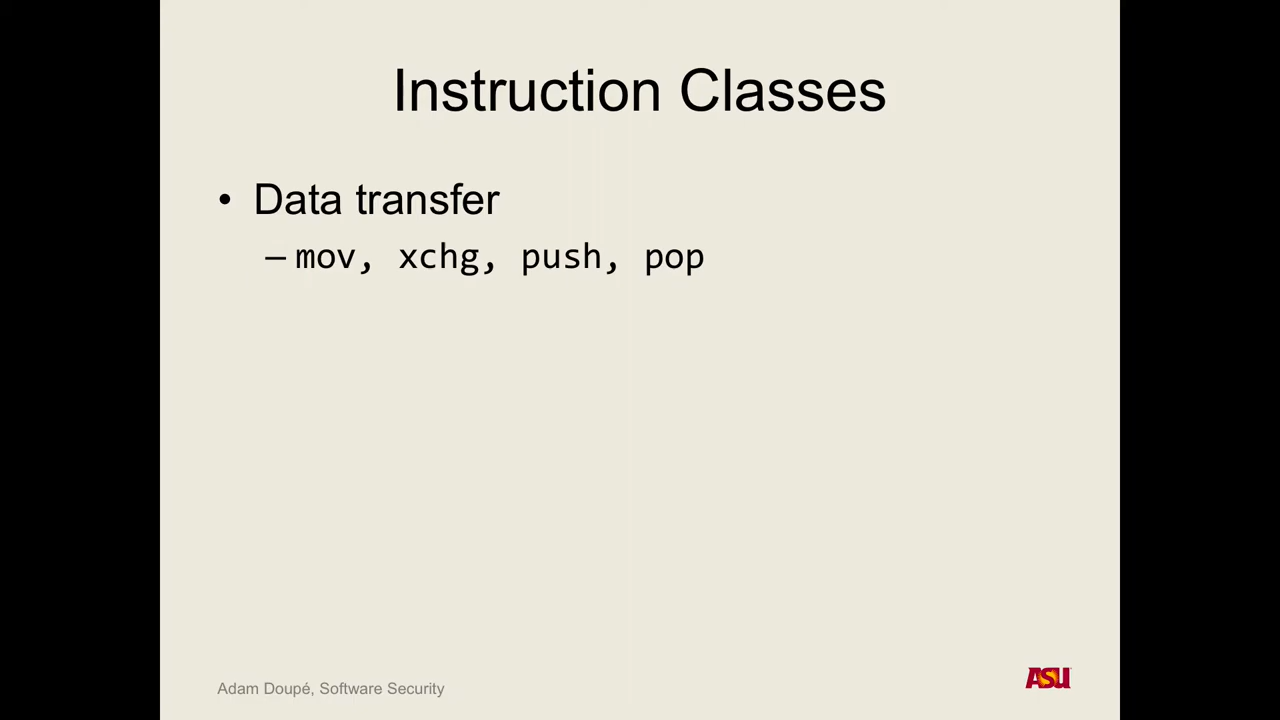 Instruction Classes
• Data transfer
– mov, xchg, push, pop
Adam Doupé, Software Security
ASU